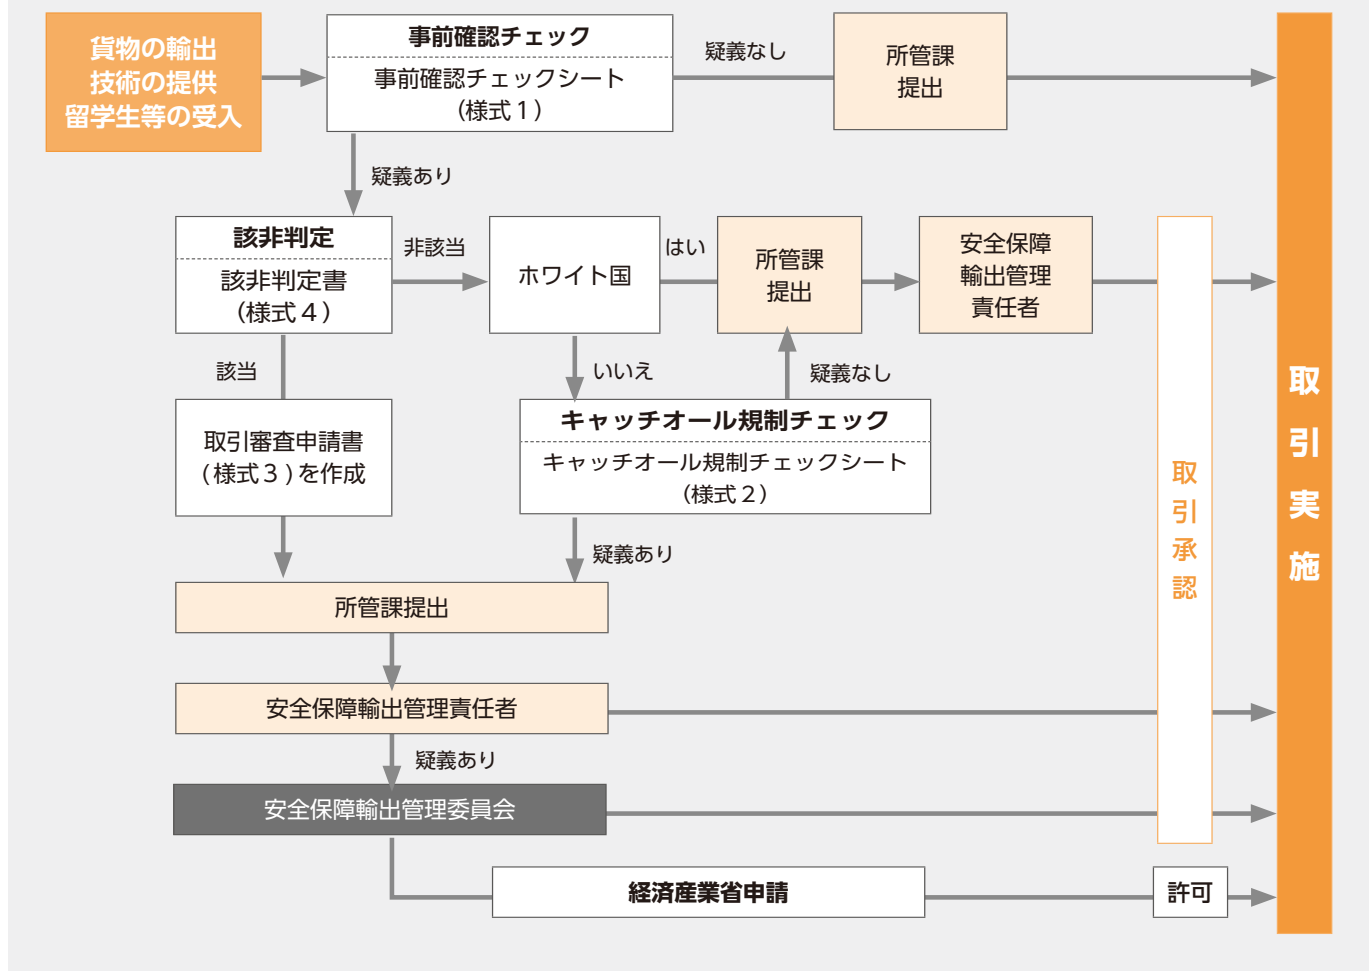 貨物の輸出
技術の提供
留学生等の受入
事前確認チェック
事前確認チェックシート
（様式１）
疑義なし
所管課
提出
疑義あり
該非判定
該非判定書
（様式４）
非該当
ホワイト国
はい
所管課
提出
安全保障
輸出管理
責任者
該当
いいえ
疑義なし
取引審査申請書
(様式３)を作成
キャッチオール規制チェック
キャッチオール規制チェックシート
（様式２）
疑義あり
所管課提出
安全保障輸出管理責任者
疑義あり
安全保障輸出管理委員会
経済産業省申請
許可
取引承認
取引実施